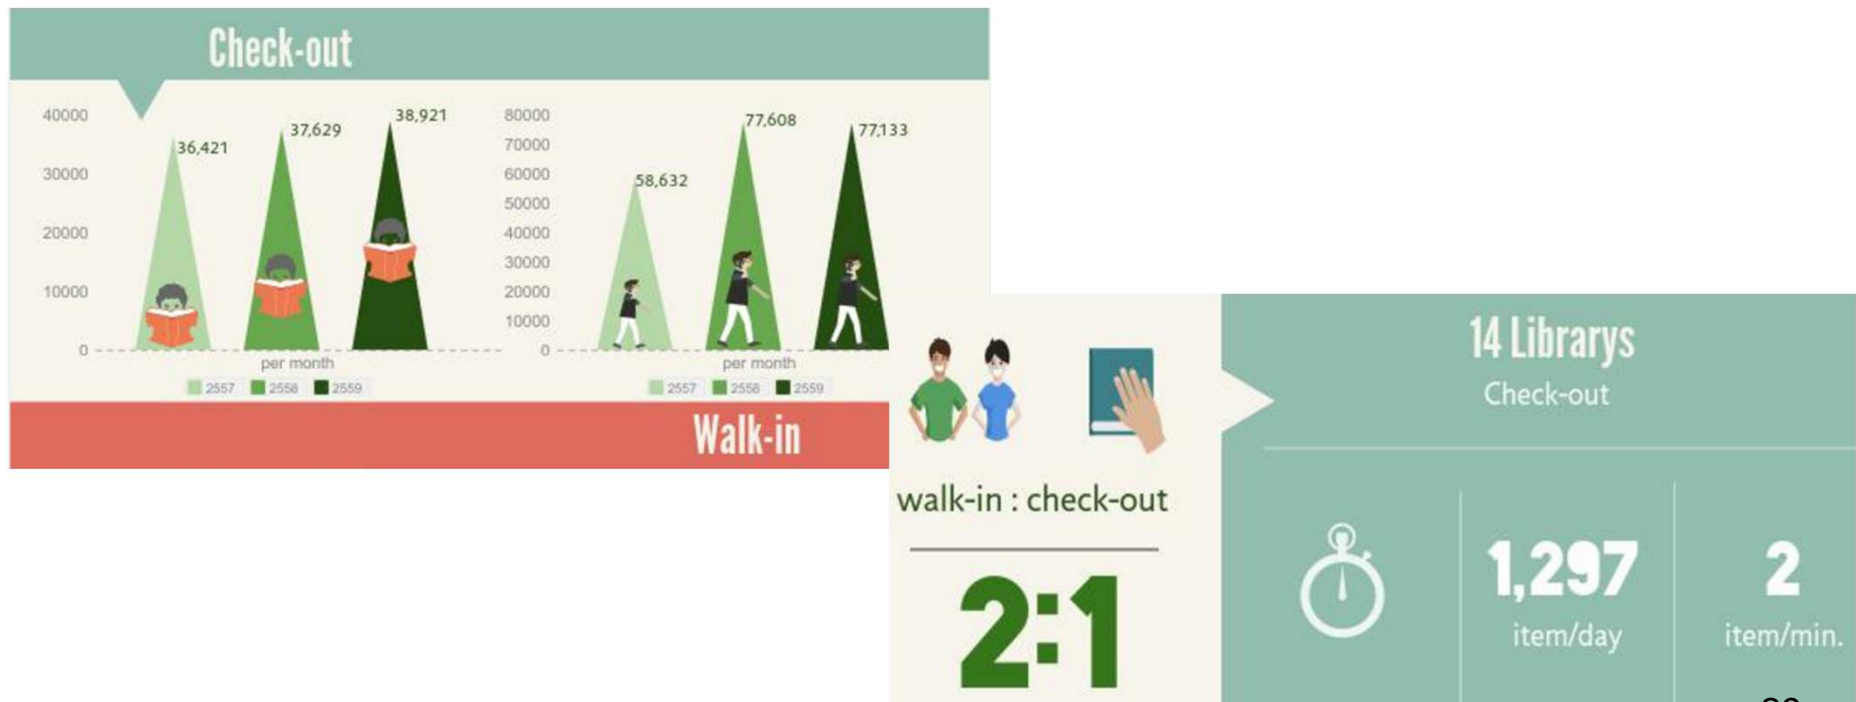 Check-out
40000
30000
20000
10000
0
36,421
37,629
38,921
per month
2557 2558 2559
80000
70000
60000
50000
40000
30000
20000
10000
0
58,632
77,608
77,133
per month
2557 2558 2559
Walk-in
walk-in : check-out
2:1
14 Librarys
Check-out
1,297
item/day
2
item/min.